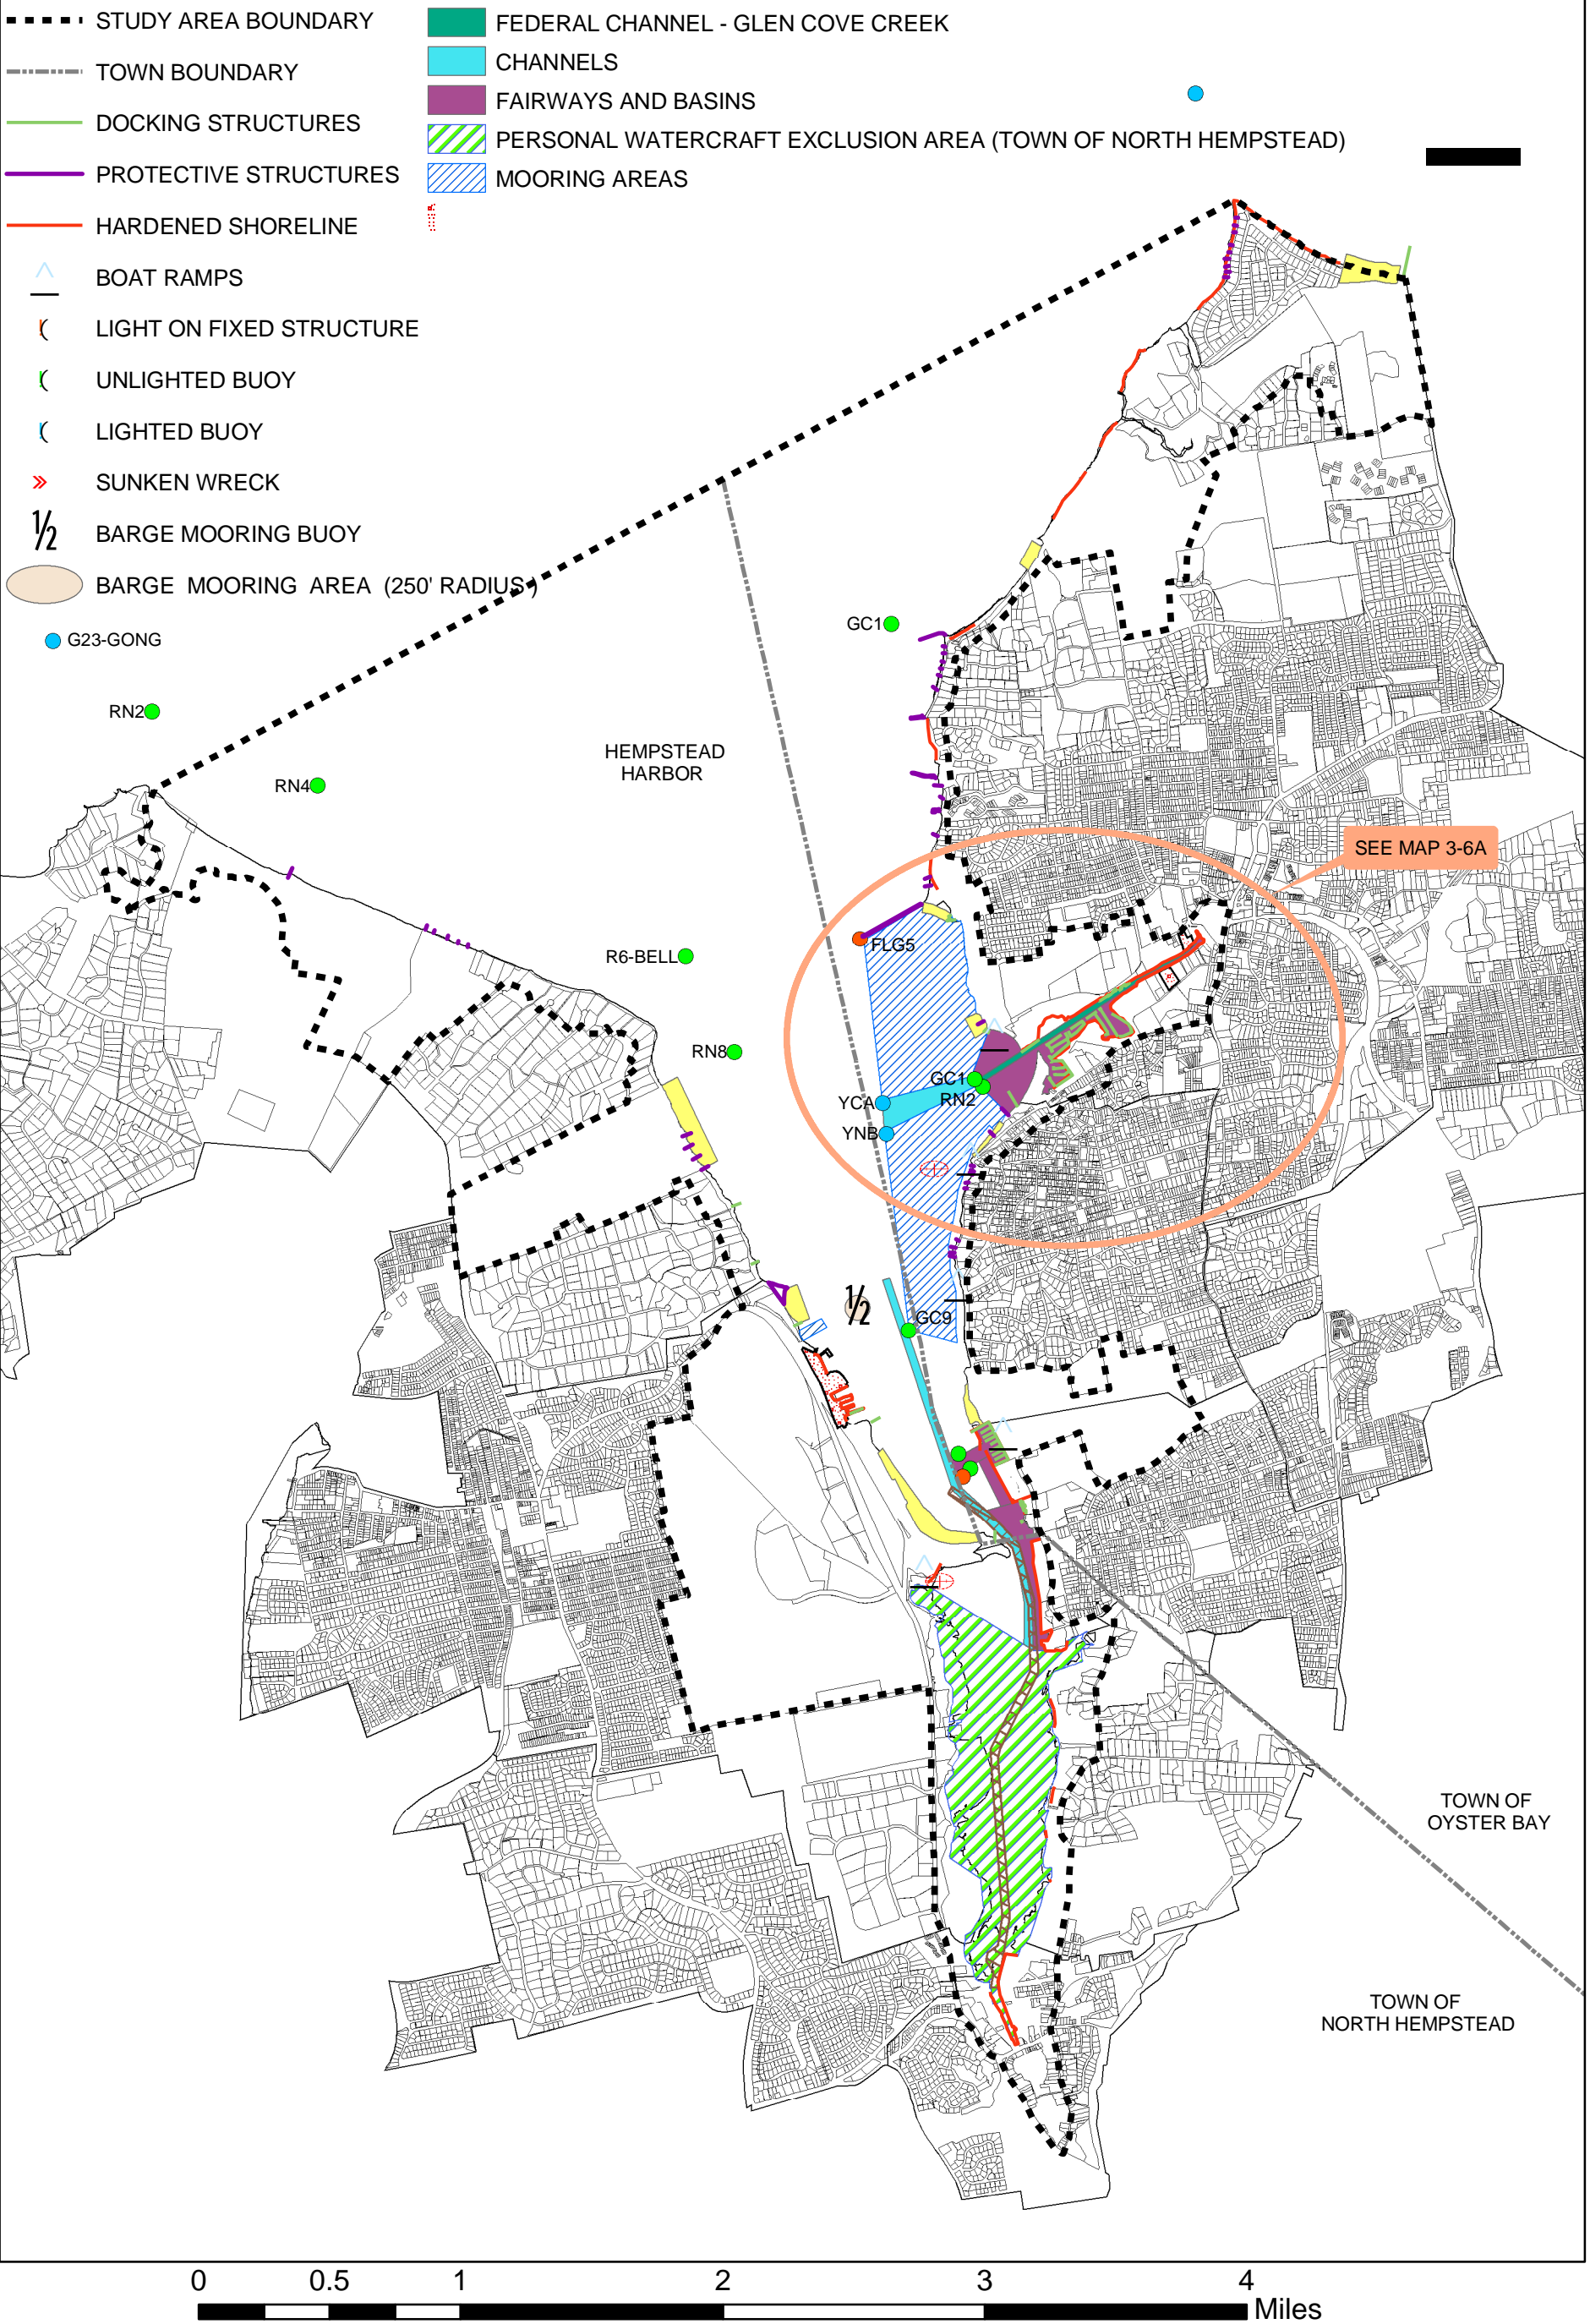 STUDY AREA BOUNDARY
TOWN BOUNDARY
DOCKING STRUCTURES
PROTECTIVE STRUCTURES
HARDENED SHORELINE
BOAT RAMPS
LIGHT ON FIXED STRUCTURE
UNLIGHTED BUOY
LIGHTED BUOY
SUNKEN WRECK
½ BARGE MOORING BUOY
BARGE MOORING AREA (250' RADIUS )
FEDERAL CHANNEL - GLEN COVE CREEK
CHANNELS
FAIRWAYS AND BASINS
PERSONAL WATERCRAFT EXCLUSION AREA (TOWN OF NORTH HEMPSTEAD)
MOORING AREAS
G23-GONG
GC1
RN2
HEMPSTEAD
HARBOR
RN4
SEE MAP 3-6A
FLG5
R6-BELL
RN8
GC1
RN2
YCA
YNB
½
GC9
TOWN OF
OYSTER BAY
TOWN OF
NORTH HEMPSTEAD
0 0.5 1 2 3 4
Miles